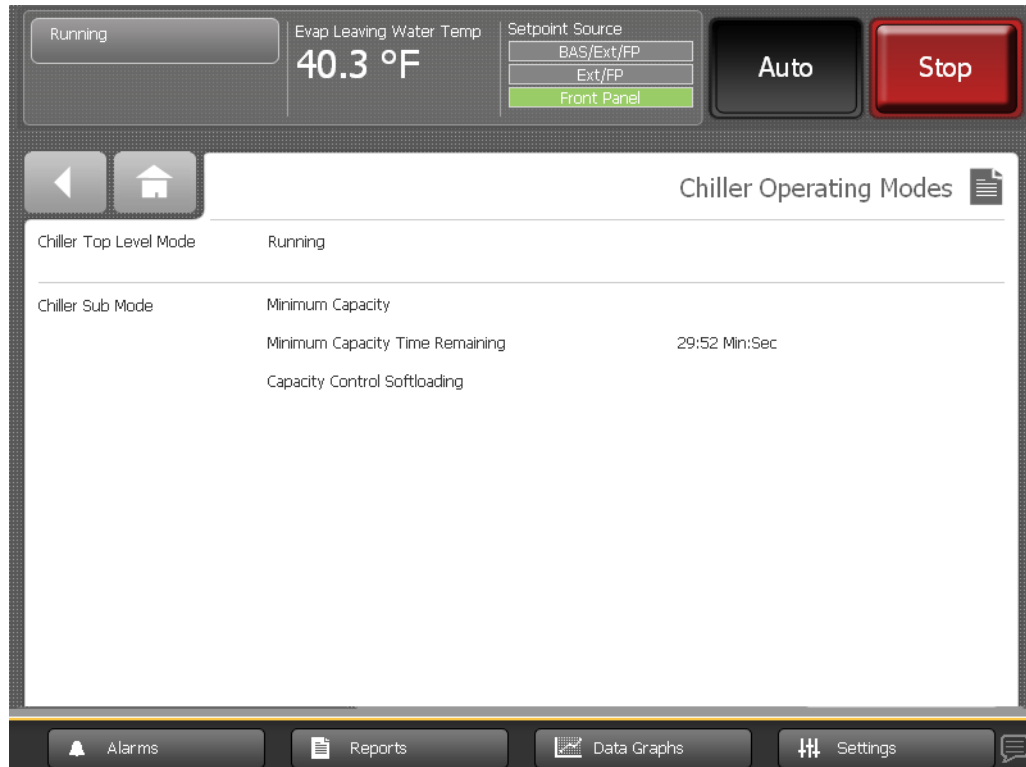 Running
Evap Leaving Water Temp
40.3 °F
Setpoint Source
BAS/Ext/FP
Ext/FP
Front Panel
Auto
Stop
Chiller Operating Modes
Chiller Top Level Mode Running
Chiller Sub Mode Minimum Capacity
Minimum Capacity Time Remaining 29:52 Min:Sec
Capacity Control Softloading
Alarms Reports Data Graphs Settings